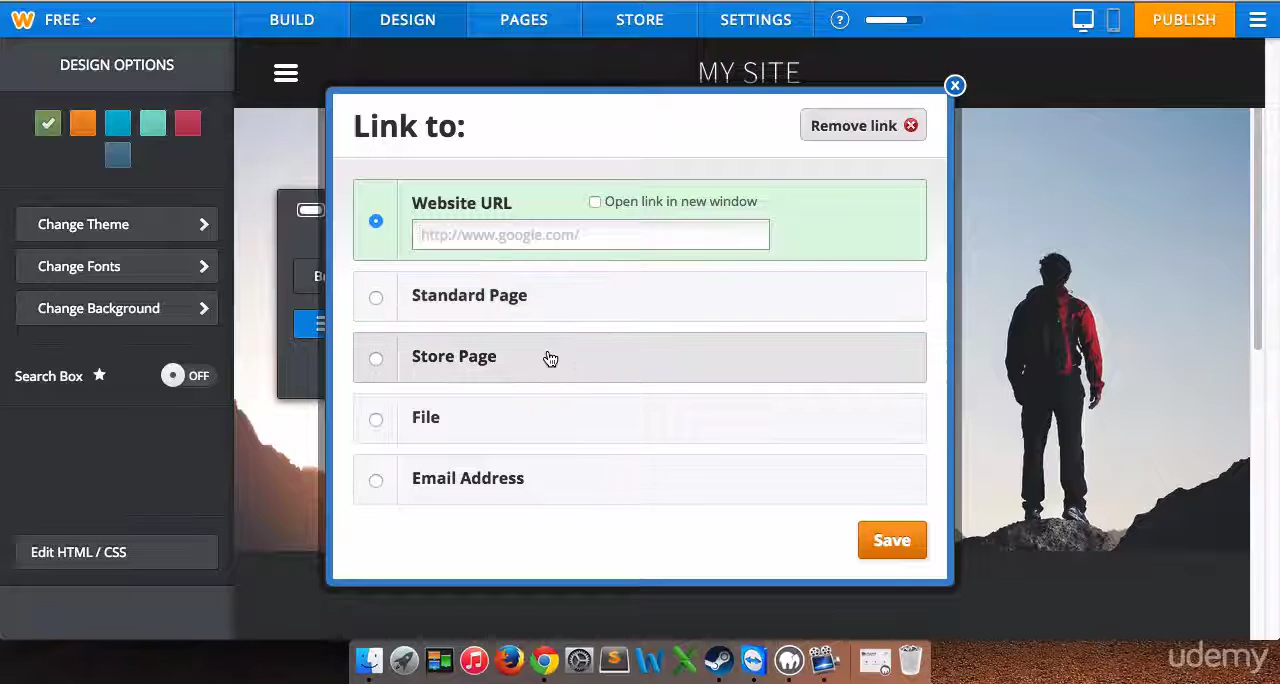 FREE
BUILD
DESIGN
PAGES
STORE
SETTINGS
?
PUBLISH
DESIGN OPTIONS
MY SITE
Link to:
Remove link
Website URL
Open link in new window
http://www.google.com/
Change Theme
Change Fonts
Change Background
Standard Page
Store Page
Search Box
OFF
File
Email Address
Edit HTML / CSS
Save
udemy